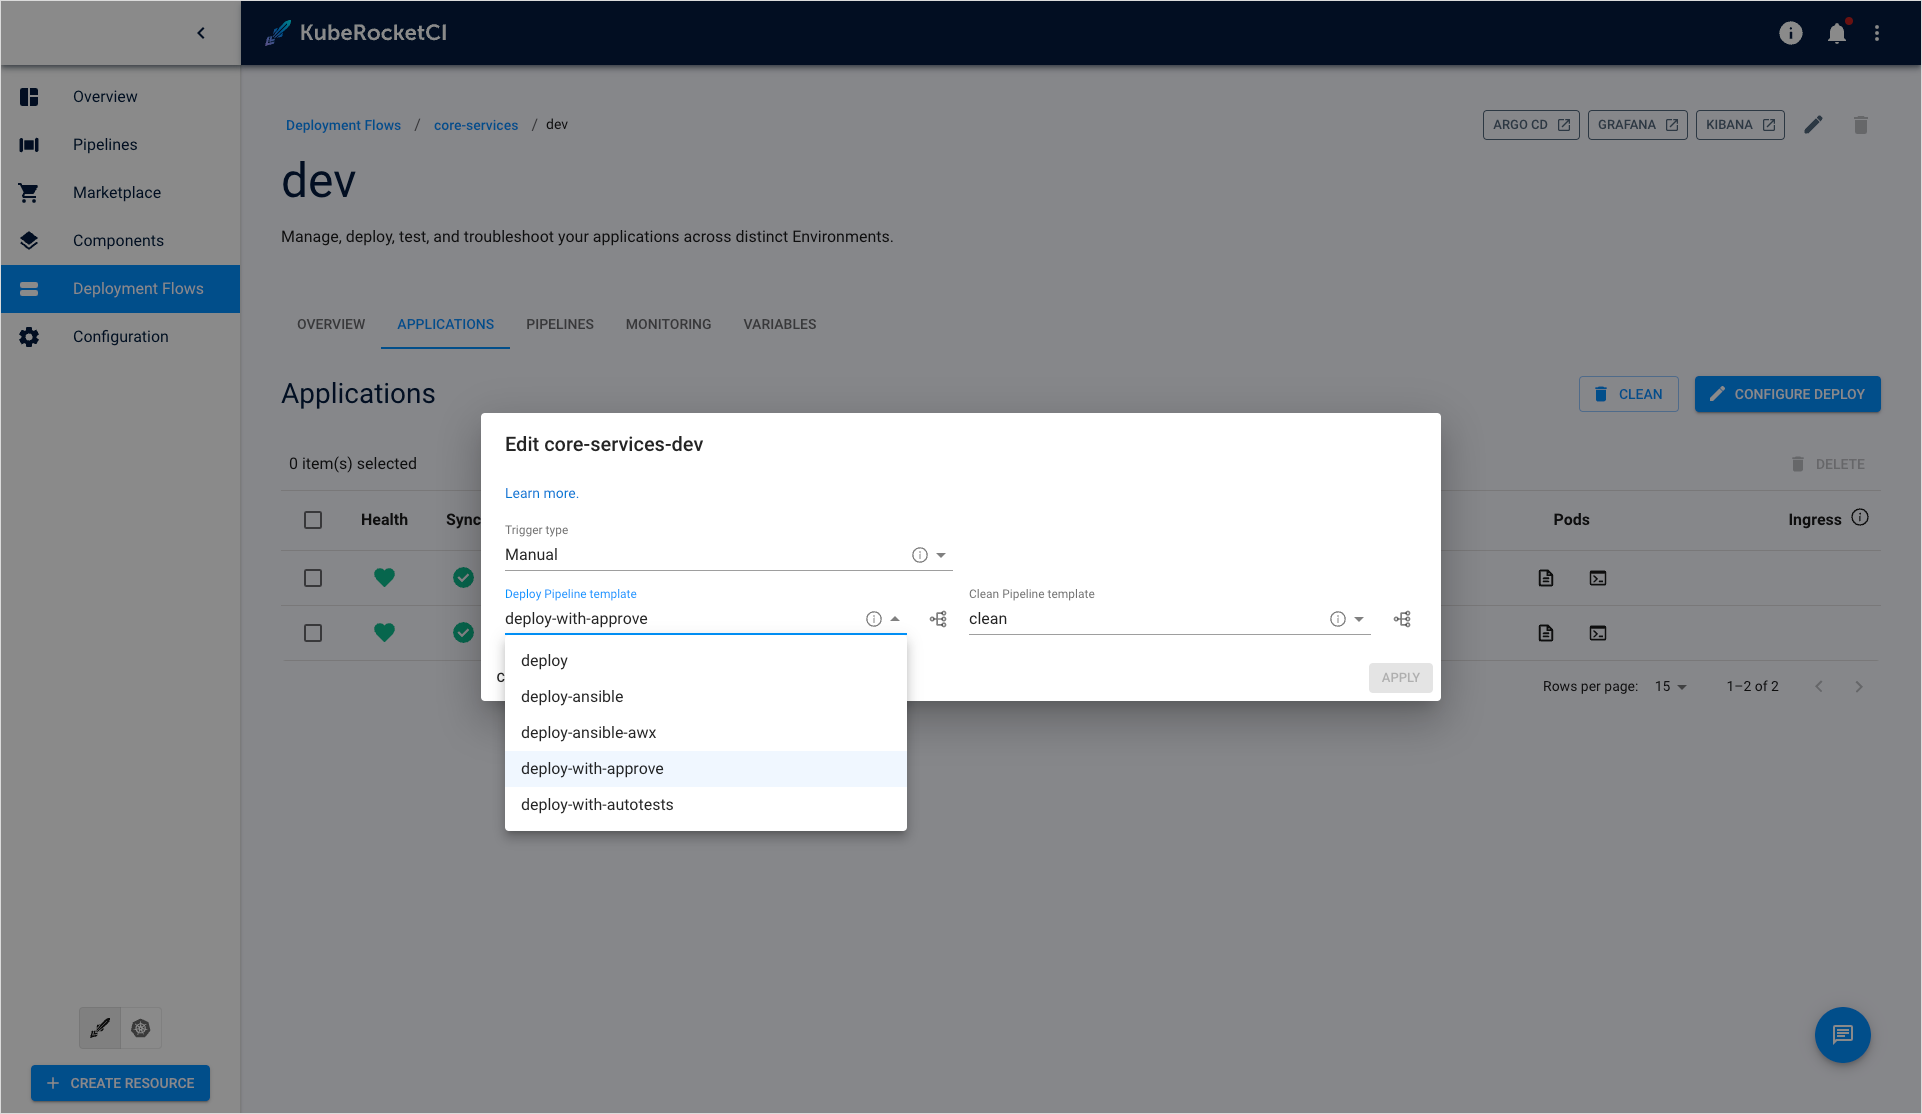 KubeRocketCI
Overview
Pipelines
Marketplace
Components
Deployment Flows
Configuration
CREATE RESOURCE
Deployment Flows / core-services / dev
ARGO CD
GRAFANA
KIBANA
dev
Manage, deploy, test, and troubleshoot your applications across distinct Environments.
OVERVIEW
APPLICATIONS
PIPELINES
MONITORING
VARIABLES
Applications
CLEAN
CONFIGURE DEPLOY
0 item(s) selected
DELETE
Health
Sync
Pods
Ingress
Rows per page: 15
1–2 of 2
Edit core-services-dev
Learn more.
Trigger type
Manual
Deploy Pipeline template
deploy-with-approve
Clean Pipeline template
clean
deploy
deploy-ansible
deploy-ansible-awx
deploy-with-approve
deploy-with-autotests
APPLY